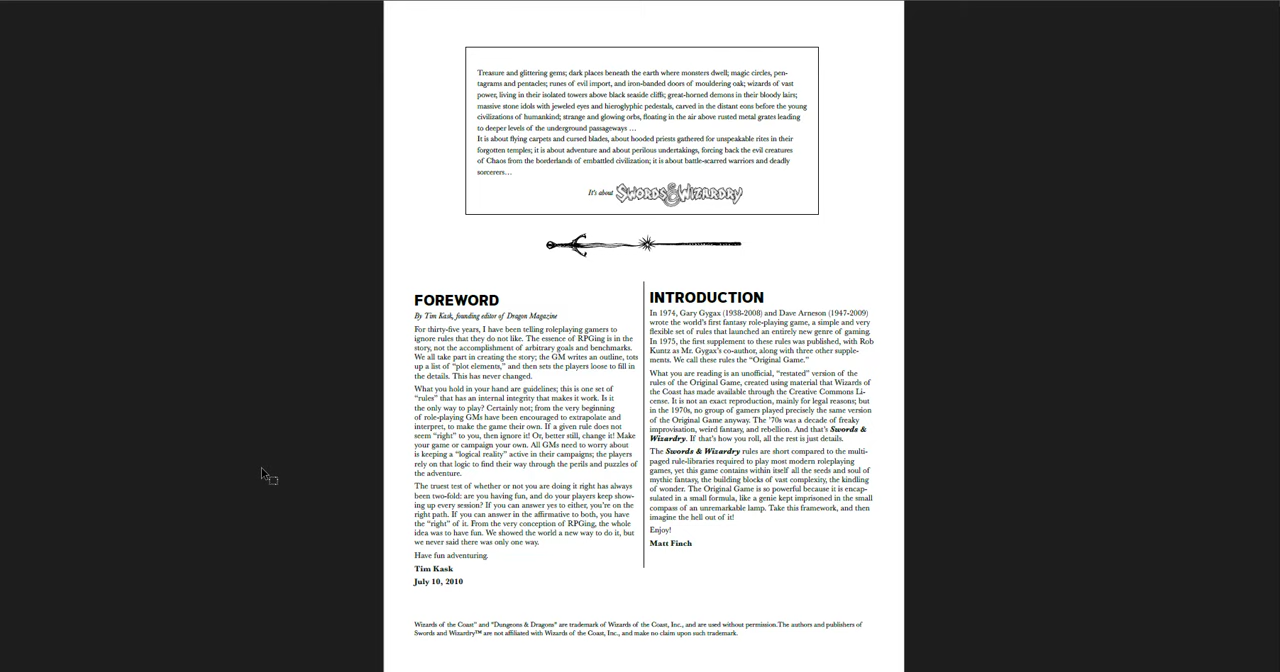 Treasure and glittering gems; dark places beneath the earth where monsters dwell; magic circles, pen-
tagrams and pentacles; runes of evil import, and iron-banded doors of mouldering oak; wizards of vast
power, living in their isolated towers above black seaside cliffs; great-horned demons in their bloody lairs;
massive stone idols with jeweled eyes and hieroglyphic pedestals, carved in the distant eons before the young
civilizations of humankind; strange and glowing orbs, floating in the air above rusted metal grates leading
to deeper levels of the underground passageways …
It is about flying carpets and cursed blades, about hooded priests gathered for unspeakable rites in their
forgotten temples; it is about adventure and about perilous undertakings, forcing back the evil creatures
of Chaos from the borderlands of embattled civilization; it is about battle-scarred warriors and deadly
sorcerers…
It's about SWORDS & WIZARDRY
FOREWORD
By Tim Kask, founding editor of Dragon Magazine
For thirty-five years, I have been telling roleplaying gamers to
ignore rules that they do not like. The essence of RPGing is in the
story, not the accomplishment of arbitrary goals and benchmarks.
We all take part in creating the story; the GM writes an outline, tots
up a list of “plot elements,” and then sets the players loose to fill in
the details. This has never changed.
What you hold in your hand are guidelines; this is one set of
“rules” that has an internal integrity that makes it work. Is it
the only way to play? Certainly not; from the very beginning
of role-playing GMs have been encouraged to extrapolate and
interpret, to make the game their own. If a given rule does not
seem “right” to you, then ignore it! Or, better still, change it! Make
your game or campaign your own. All GMs need to worry about
is keeping a “logical reality” active in their campaigns; the players
rely on that logic to find their way through the perils and puzzles of
the adventure.
The truest test of whether or not you are doing it right has always
been two-fold: are you having fun, and do your players keep show-
ing up every session? If you can answer yes to either, you're on the
right path. If you can answer in the affirmative to both, you have
the “right” of it. From the very conception of RPGing, the whole
idea was to have fun. We showed the world a new way to do it, but
we never said there was only one way.
Have fun adventuring.
Tim Kask
July 10, 2010
INTRODUCTION
In 1974, Gary Gygax (1938-2008) and Dave Arneson (1947-2009)
wrote the world's first fantasy role-playing game, a simple and very
flexible set of rules that launched an entirely new genre of gaming.
In 1975, the first supplement to these rules was published, with Rob
Kuntz as Mr. Gygax's co-author, along with three other supple-
ments. We call these rules the “Original Game.”
What you are reading is an unofficial, “restated” version of the
rules of the Original Game, created using material that Wizards of
the Coast has made available through the Creative Commons Li-
cense. It is not an exact reproduction, mainly for legal reasons; but
in the 1970s, no group of gamers played precisely the same version
of the Original Game anyway. The '70s was a decade of freaky
improvisation, weird fantasy, and rebellion. And that's Swords &
Wizardry. If that's how you roll, all the rest is just details.
The Swords & Wizardry rules are short compared to the multi-
paged rule-libraries required to play most modern roleplaying
games, yet this game contains within itself all the seeds and soul of
mythic fantasy, the building blocks of vast complexity, the kindling
of wonder. The Original Game is so powerful because it is encap-
sulated in a small formula, like a genie kept imprisoned in the small
compass of an unremarkable lamp. Take this framework, and then
imagine the hell out of it!
Enjoy!
Matt Finch
Wizards of the Coast" and "Dungeons & Dragons" are trademark of Wizards of the Coast, Inc., and are used without permission.The authors and publishers of
Swords and Wizardry™ are not affiliated with Wizards of the Coast, Inc., and make no claim upon such trademark.